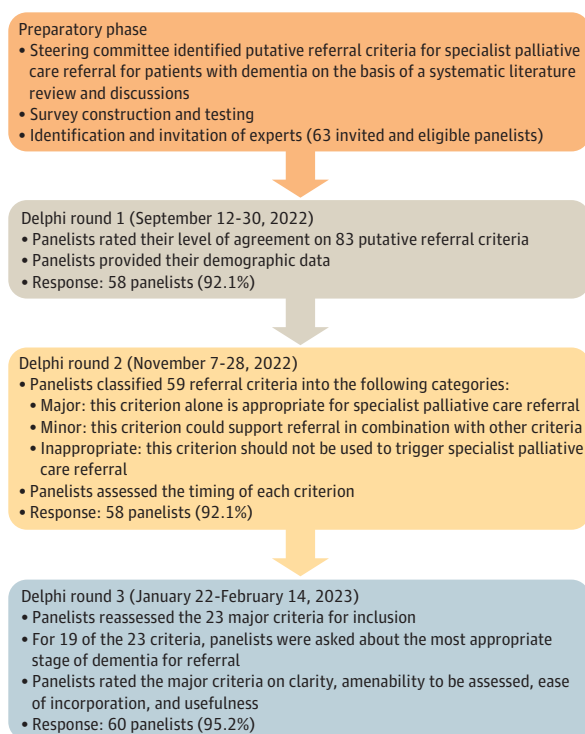 Preparatory phase
• Steering committee identified putative referral criteria for specialist palliative
care referral for patients with dementia on the basis of a systematic literature
review and discussions
• Survey construction and testing
• Identification and invitation of experts (63 invited and eligible panelists)
Delphi round 1 (September 12-30, 2022)
• Panelists rated their level of agreement on 83 putative referral criteria
• Panelists provided their demographic data
• Response: 58 panelists (92.1%)
Delphi round 2 (November 7-28, 2022)
• Panelists classified 59 referral criteria into the following categories:
• Major: this criterion alone is appropriate for specialist palliative care referral
• Minor: this criterion could support referral in combination with other criteria
• Inappropriate: this criterion should not be used to trigger specialist palliative
care referral
• Panelists assessed the timing of each criterion
• Response: 58 panelists (92.1%)
Delphi round 3 (January 22-February 14, 2023)
• Panelists reassessed the 23 major criteria for inclusion
• For 19 of the 23 criteria, panelists were asked about the most appropriate
stage of dementia for referral
• Panelists rated the major criteria on clarity, amenability to be assessed, ease
of incorporation, and usefulness
• Response: 60 panelists (95.2%)